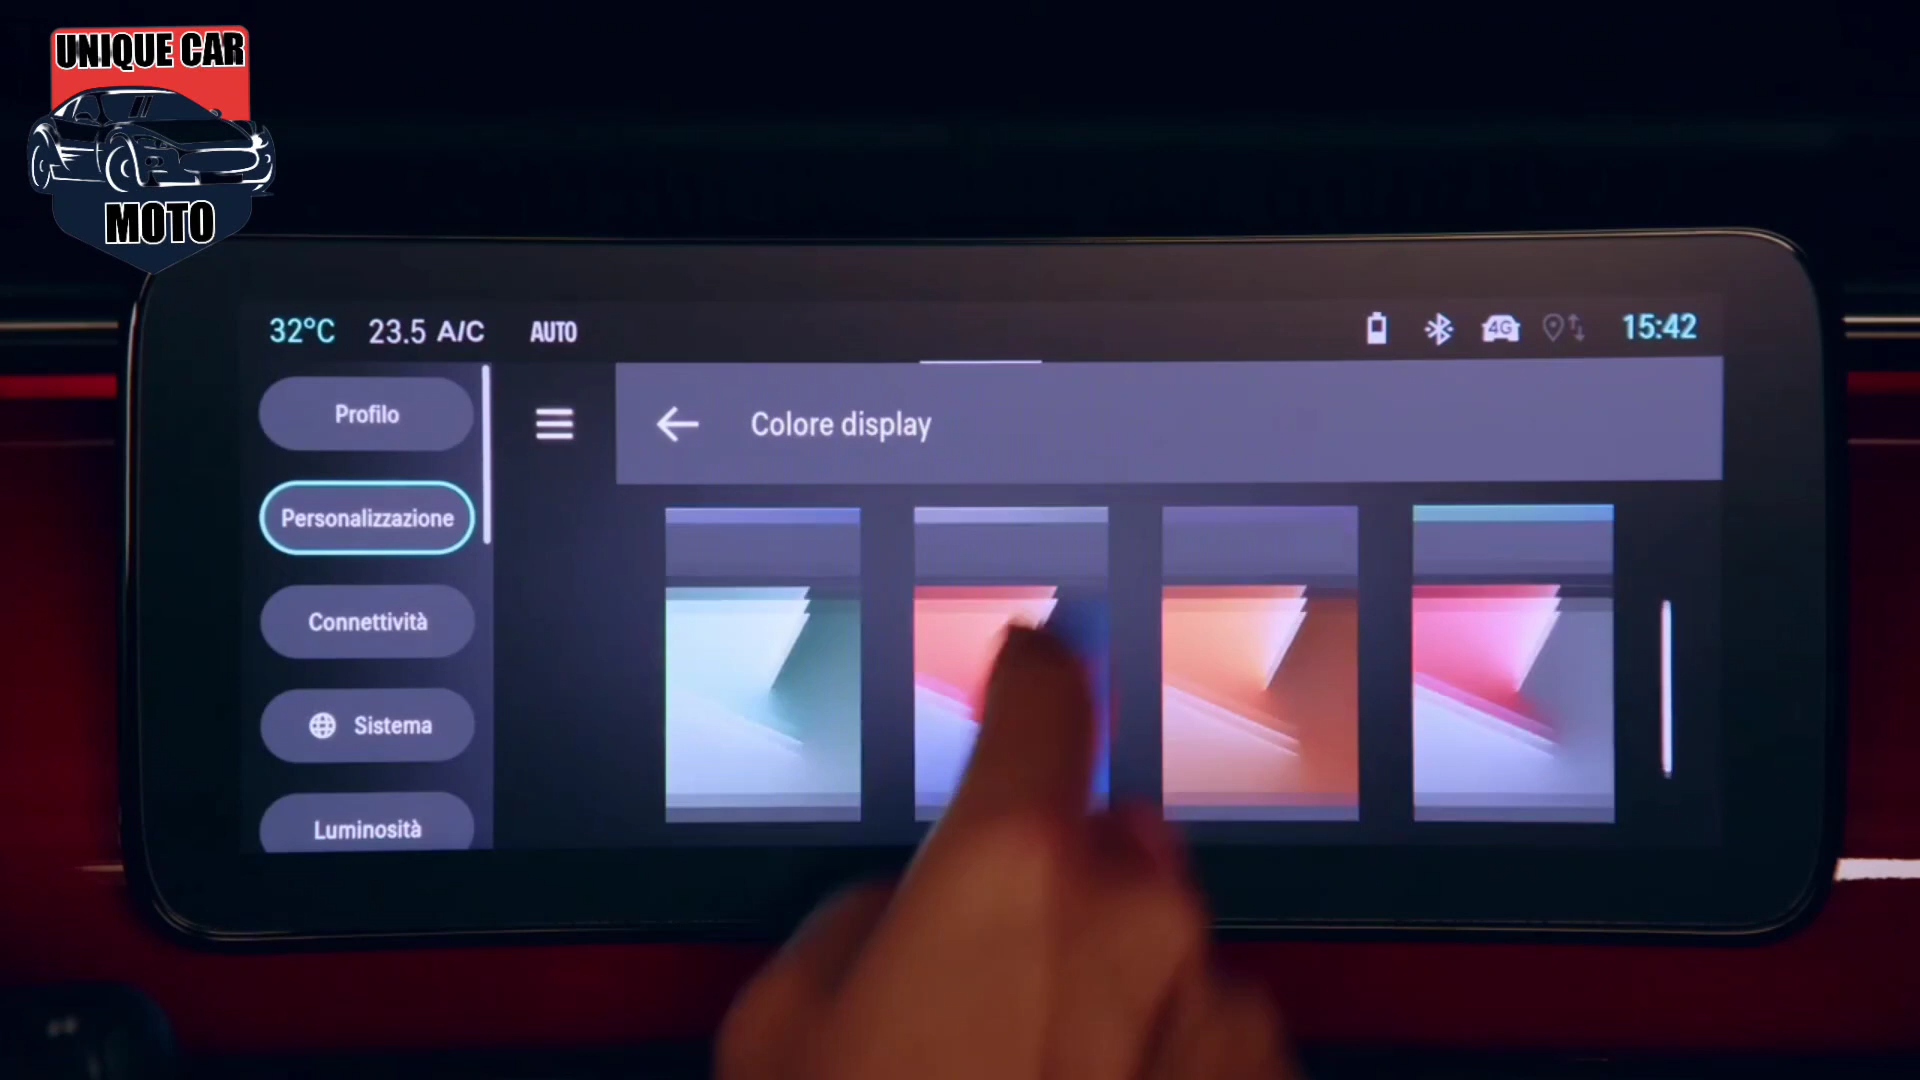 UNIQUE CAR
MOTO
32°C 23.5 A/C AUTO 4G 15:42
Profilo
Colore display
Personalizzazione
Connettività
Sistema
Luminosità